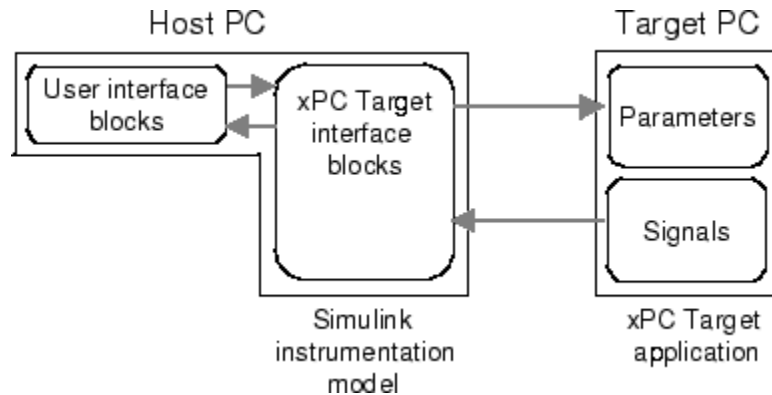 Host PC
Target PC
User interface
blocks
xPC Target
interface
blocks
Parameters
Signals
Simulink
instrumentation
model
xPC Target
application